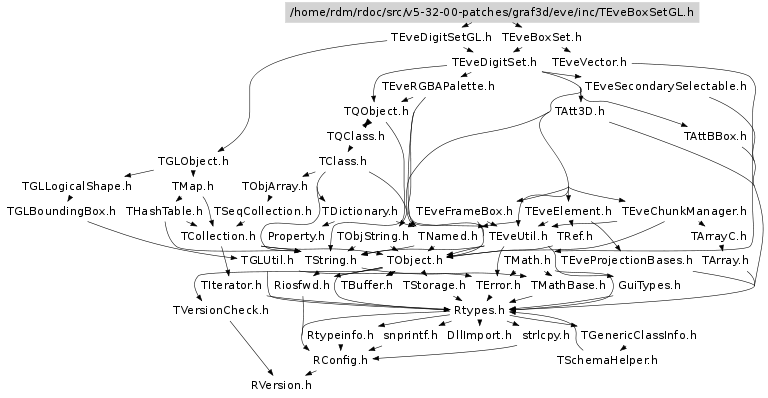 /home/rdm/rdoc/src/v5-32-00-patches/graf3d/eve/inc/TEveBoxSetGL.h
TEveDigitSetGL.h TEveBoxSet.h
TEveDigitSet.h TEveVector.h
TEveRGBAPalette.h TEveSecondarySelectable.h
TQObject.h TAtt3D.h
TQClass.h TAttBBox.h
TGLObject.h TClass.h
TGLLogicalShape.h TMap.h TObjArray.h
TGLBoundingBox.h THashTable.h TSeqCollection.h TDictionary.h TEveFrameBox.h TEveElement.h TEveChunkManager.h
TCollection.h Property.h TObjString.h TNamed.h TEveUtil.h TRef.h TArrayC.h
TGLUtil.h TString.h TObject.h TMath.h TEveProjectionBases.h TArray.h
TIterator.h Riosfwd.h TBuffer.h TStorage.h TError.h TMathBase.h GuiTypes.h
TVersionCheck.h Rtypes.h
Rtypeinfo.h snprintf.h DllImport.h strlcpy.h TGenericClassInfo.h
RConfig.h TSchemaHelper.h
RVersion.h